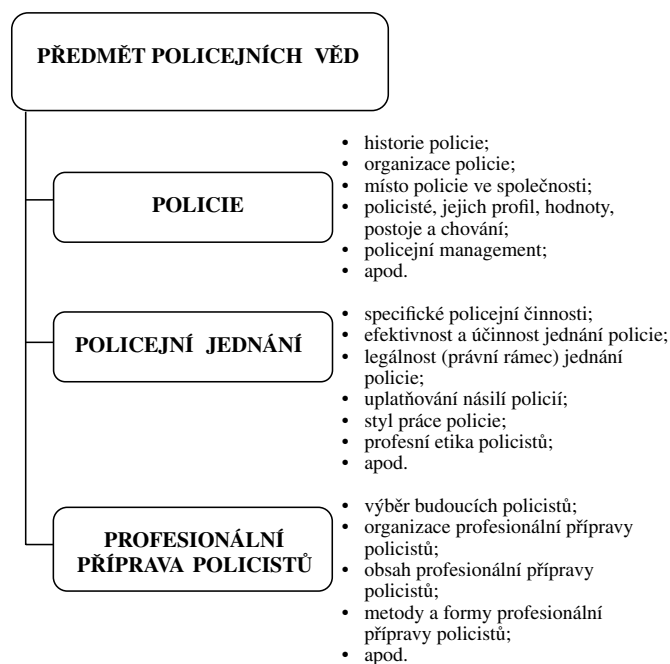 PŘEDMĚT POLICEJNÍCH VĚD
POLICIE
• historie policie;
• organizace policie;
• místo policie ve společnosti;
• policisté, jejich profil, hodnoty,
postoje a chování;
• policejní management;
• apod.
POLICEJNÍ JEDNÁNÍ
• specifické policejní činnosti;
• efektivnost a účinnost jednání policie;
• legálnost (právní rámec) jednání
policie;
• uplatňování násilí policií;
• styl práce policie;
• profesní etika policistů;
• apod.
PROFESIONÁLNÍ
PŘÍPRAVA POLICISTŮ
• výběr budoucích policistů;
• organizace profesionální přípravy
policistů;
• obsah profesionální přípravy
policistů;
• metody a formy profesionální
přípravy policistů;
• apod.